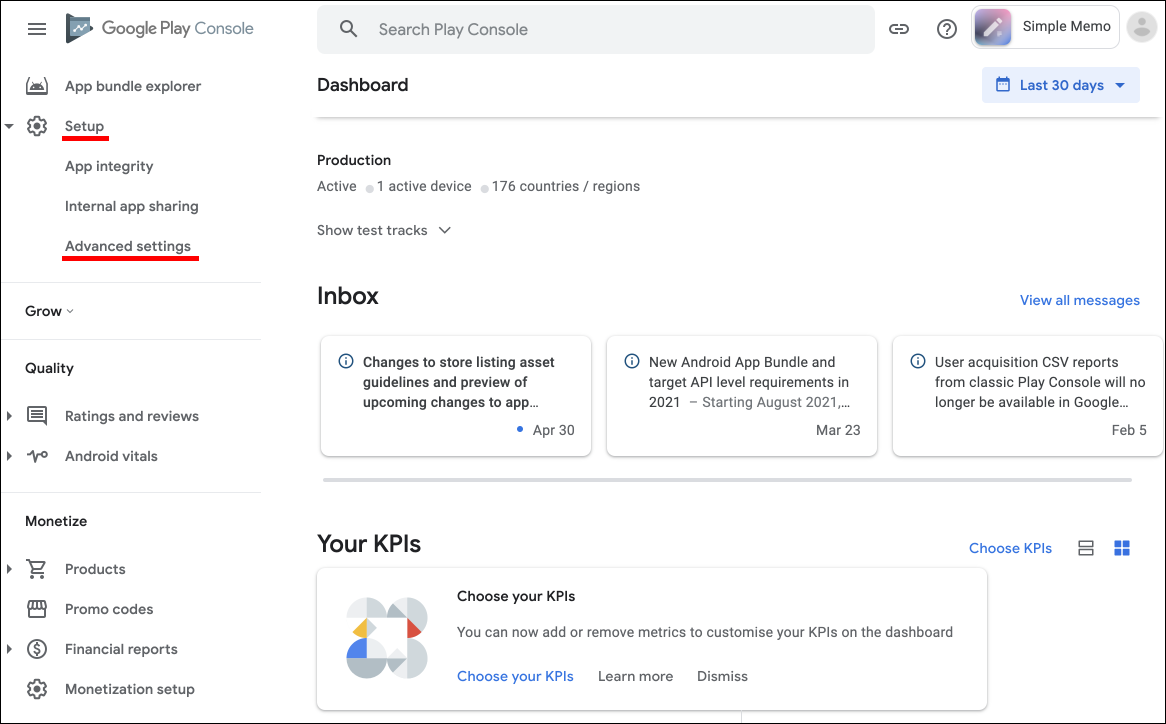 Google Play Console
Search Play Console
Simple Memo
App bundle explorer
Setup
App integrity
Internal app sharing
Advanced settings
Grow
Quality
Ratings and reviews
Android vitals
Monetize
Products
Promo codes
Financial reports
Monetization setup
Dashboard
Last 30 days
Production
Active 1 active device 176 countries / regions
Show test tracks
Inbox
View all messages
Changes to store listing asset
guidelines and preview of
upcoming changes to app…
Apr 30
New Android App Bundle and
target API level requirements in
2021 – Starting August 2021,…
Mar 23
User acquisition CSV reports
from classic Play Console will no
longer be available in Google…
Feb 5
Your KPIs
Choose KPIs
Choose your KPIs
You can now add or remove metrics to customise your KPIs on the dashboard
Choose your KPIs Learn more Dismiss